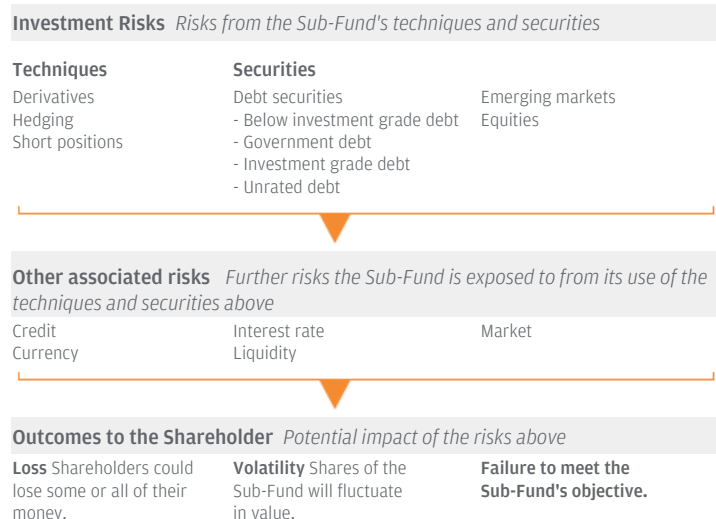 Investment Risks Risks from the Sub-Fund's techniques and securities
Techniques
Derivatives
Hedging
Short positions
Securities
Debt securities
- Below investment grade debt
- Government debt
- Investment grade debt
- Unrated debt
Emerging markets
Equities
Other associated risks Further risks the Sub-Fund is exposed to from its use of the
techniques and securities above
Credit
Currency
Interest rate
Liquidity
Market
Outcomes to the Shareholder Potential impact of the risks above
Loss Shareholders could
lose some or all of their
money.
Volatility Shares of the
Sub-Fund will fluctuate
in value.
Failure to meet the
Sub-Fund's objective.